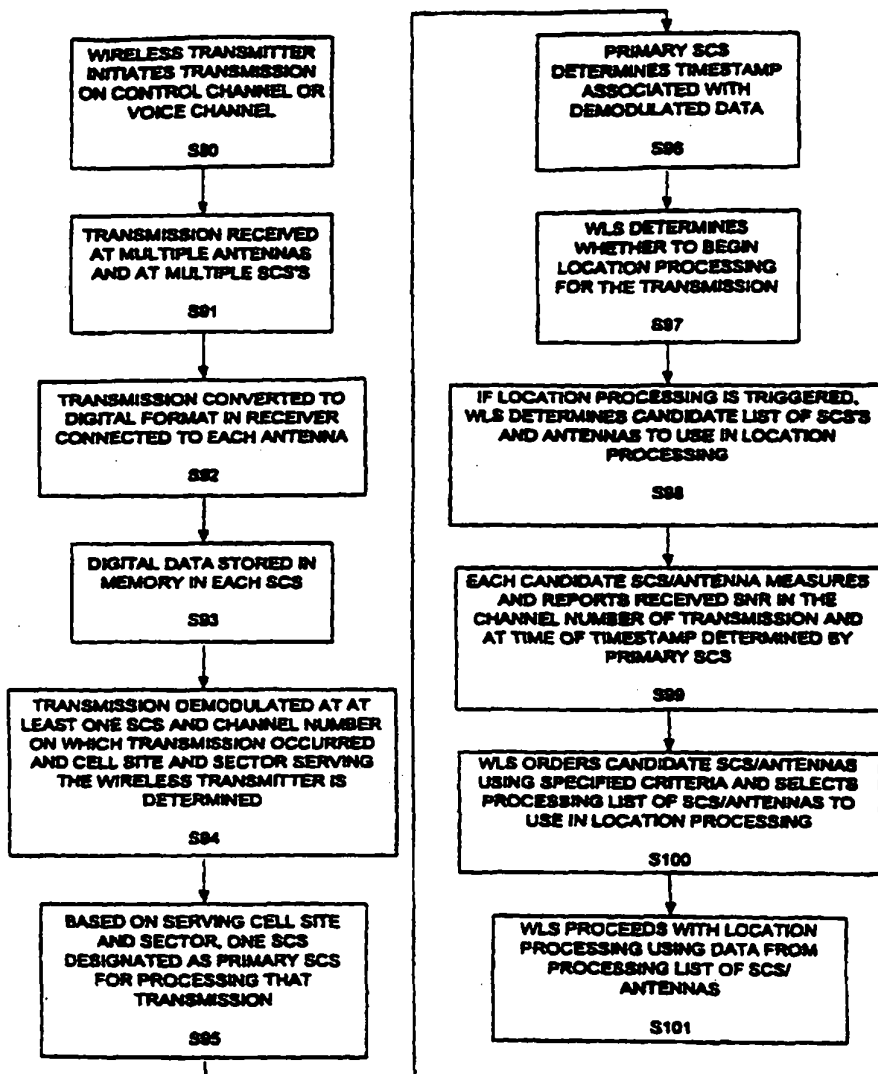 WIRELESS TRANSMITTER
INITIATES TRANSMISSION
ON CONTROL CHANNEL OR
VOICE CHANNEL
S90
TRANSMISSION RECEIVED
AT MULTIPLE ANTENNAS
AND AT MULTIPLE SCS'S
S91
TRANSMISSION CONVERTED TO
DIGITAL FORMAT IN RECEIVER
CONNECTED TO EACH ANTENNA
S92
DIGITAL DATA STORED IN
MEMORY IN EACH SCS
S93
TRANSMISSION DEMODULATED AT AT
LEAST ONE SCS AND CHANNEL NUMBER
ON WHICH TRANSMISSION OCCURRED
AND CELL SITE AND SECTOR SERVING
THE WIRELESS TRANSMITTER IS
DETERMINED
S94
BASED ON SERVING CELL SITE
AND SECTOR, ONE SCS
DESIGNATED AS PRIMARY SCS
FOR PROCESSING THAT
TRANSMISSION
S95
PRIMARY SCS
DETERMINES TIMESTAMP
ASSOCIATED WITH
DEMODULATED DATA
S96
WLS DETERMINES
WHETHER TO BEGIN
LOCATION PROCESSING
FOR THE TRANSMISSION
S97
IF LOCATION PROCESSING IS TRIGGERED,
WLS DETERMINES CANDIDATE LIST OF SCS'S
AND ANTENNAS TO USE IN LOCATION
PROCESSING
S98
EACH CANDIDATE SCS/ANTENNA MEASURES
AND REPORTS RECEIVED SNR IN THE
CHANNEL NUMBER OF TRANSMISSION AND
AT TIME OF TIMESTAMP DETERMINED BY
PRIMARY SCS
S99
WLS ORDERS CANDIDATE SCS/ANTENNAS
USING SPECIFIED CRITERIA AND SELECTS
PROCESSING LIST OF SCS/ANTENNAS TO
USE IN LOCATION PROCESSING
S100
WLS PROCEEDS WITH LOCATION
PROCESSING USING DATA FROM
PROCESSING LIST OF SCS/
ANTENNAS
S101